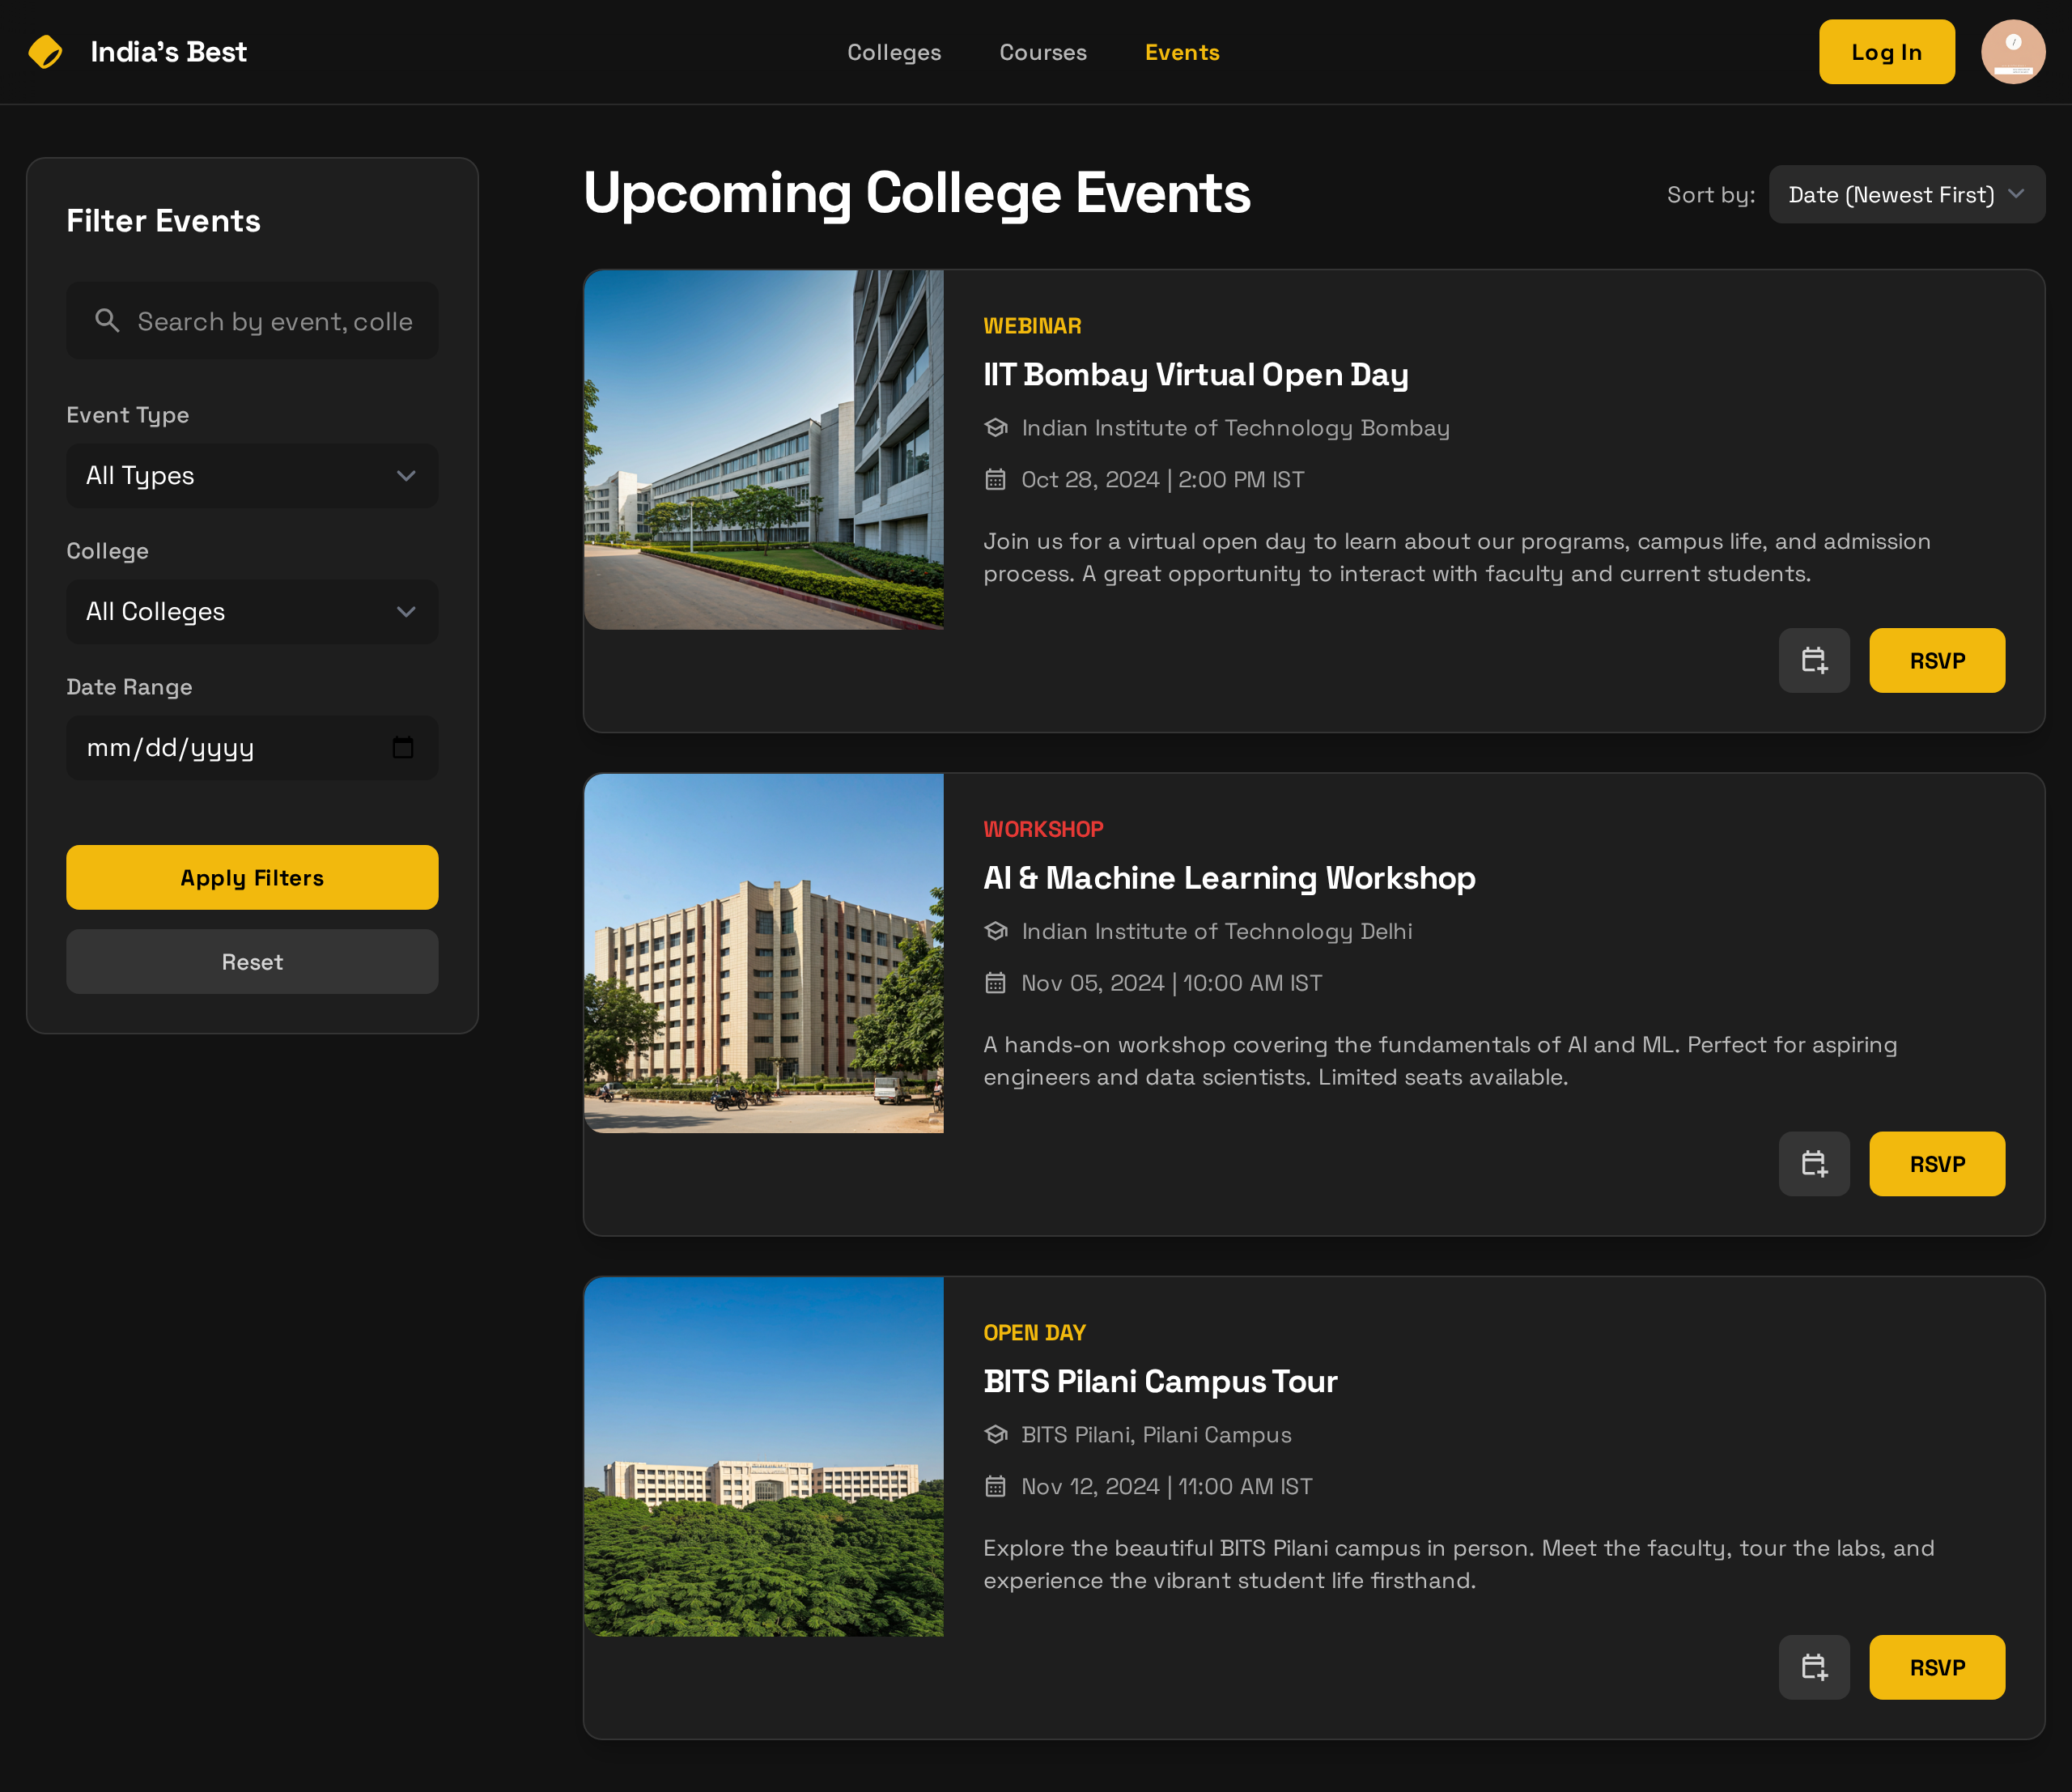 India's Best
Colleges
Courses
Events
Log In
Filter Events
Search by event, colle
Event Type
All Types
College
All Colleges
Date Range
mm/dd/yyyy
Apply Filters
Reset
Upcoming College Events
Sort by:
Date (Newest First)
WEBINAR
IIT Bombay Virtual Open Day
Indian Institute of Technology Bombay
Oct 28, 2024 | 2:00 PM IST
Join us for a virtual open day to learn about our programs, campus life, and admission
process. A great opportunity to interact with faculty and current students.
RSVP
WORKSHOP
AI & Machine Learning Workshop
Indian Institute of Technology Delhi
Nov 05, 2024 | 10:00 AM IST
A hands-on workshop covering the fundamentals of AI and ML. Perfect for aspiring
engineers and data scientists. Limited seats available.
RSVP
OPEN DAY
BITS Pilani Campus Tour
BITS Pilani, Pilani Campus
Nov 12, 2024 | 11:00 AM IST
Explore the beautiful BITS Pilani campus in person. Meet the faculty, tour the labs, and
experience the vibrant student life firsthand.
RSVP